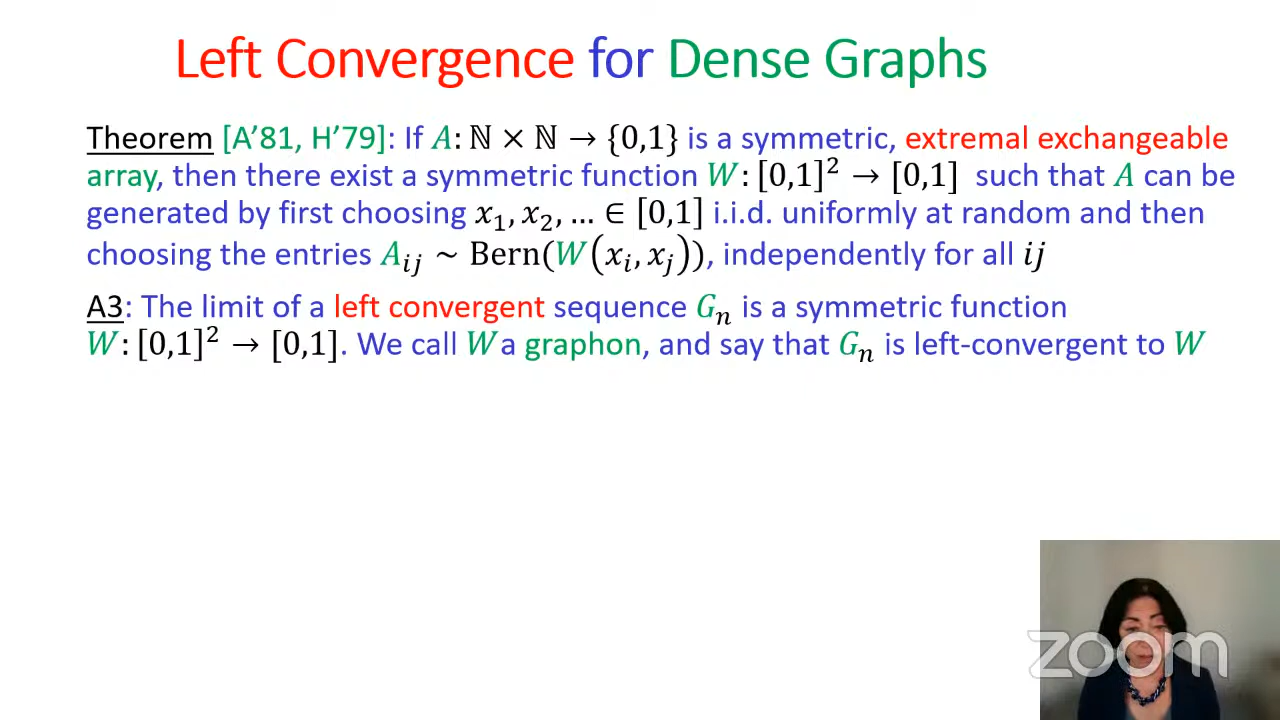 Left Convergence for Dense Graphs
Theorem [A’81, H’79]: If A: ℕ × ℕ → {0,1} is a symmetric, extremal exchangeable
array, then there exist a symmetric function W: [0,1]² → [0,1] such that A can be
generated by first choosing x₁, x₂, … ∈ [0,1] i.i.d. uniformly at random and then
choosing the entries Aᵢⱼ ~ Bern(W(xᵢ, xⱼ)), independently for all ij
A3: The limit of a left convergent sequence Gₙ is a symmetric function
W: [0,1]² → [0,1]. We call W a graphon, and say that Gₙ is left-convergent to W
zoom